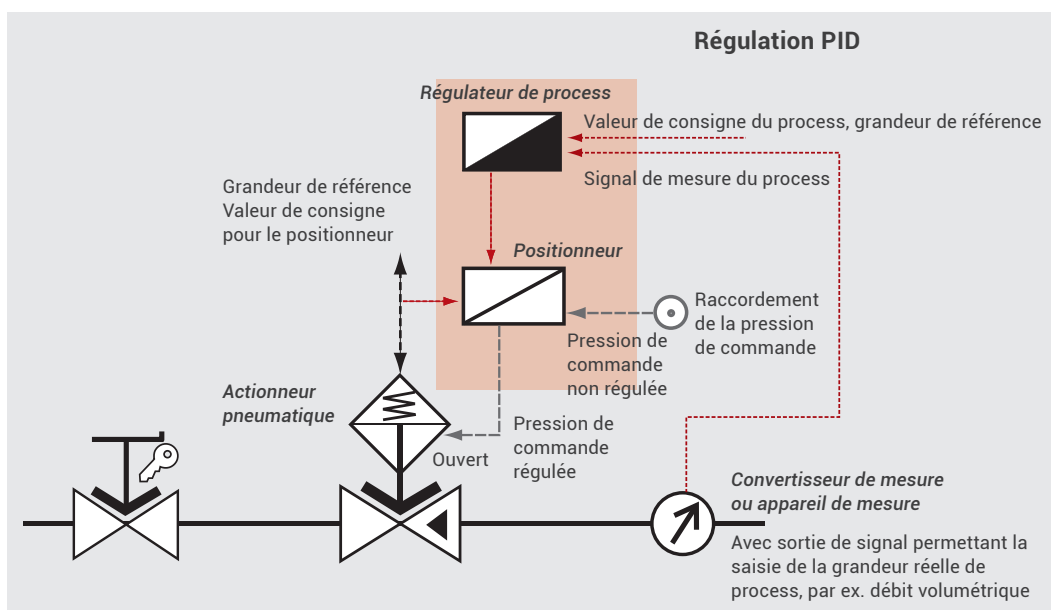 Régulation PID
Régulateur de process
Valeur de consigne du process, grandeur de référence
Signal de mesure du process
Grandeur de référence
Valeur de consigne
pour le positionneur
Positionneur
Raccordement
de la pression
de commande
Pression de
commande
non régulée
Actionneur
pneumatique
Ouvert
Pression de
commande
régulée
Convertisseur de mesure
ou appareil de mesure
Avec sortie de signal permettant la
saisie de la grandeur réelle de
process, par ex. débit volumétrique